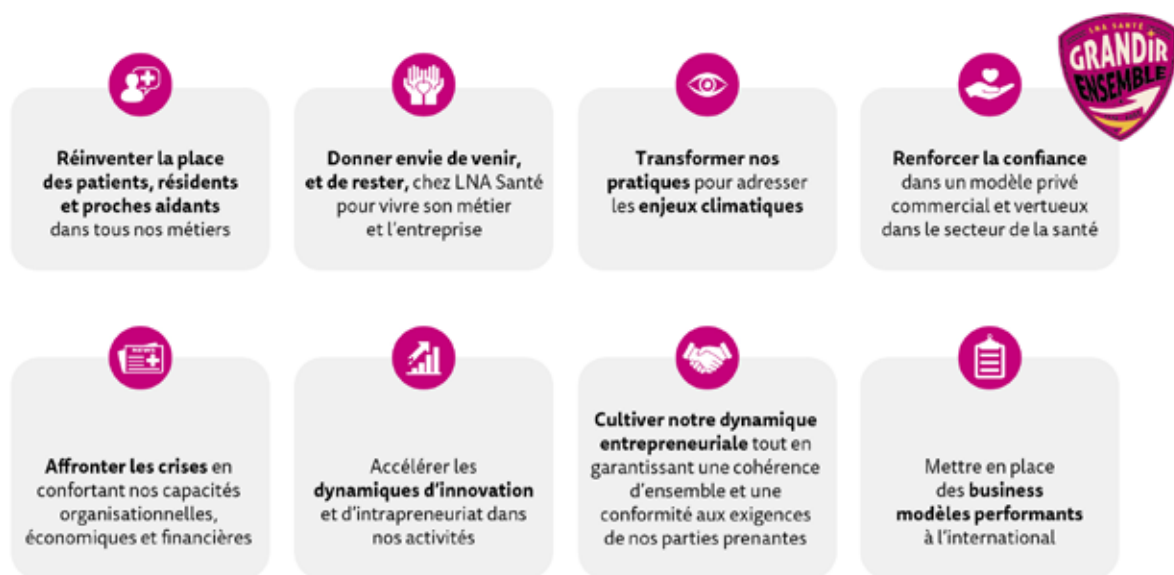 LNA SANTÉ
GRANDIR
ENSEMBLE
Réinventer la place
des patients, résidents
et proches aidants
dans tous nos métiers
Donner envie de venir,
et de rester, chez LNA Santé
pour vivre son métier
et l'entreprise
Transformer nos
pratiques pour adresser
les enjeux climatiques
Renforcer la confiance
dans un modèle privé
commercial et vertueux
dans le secteur de la santé
NEWS
Affronter les crises en
confortant nos capacités
organisationnelles,
économiques et financières
Accélérer les
dynamiques d'innovation
et d'intrapreneuriat dans
nos activités
Cultiver notre dynamique
entrepreneuriale tout en
garantissant une cohérence
d'ensemble et une
conformité aux exigences
de nos parties prenantes
Mettre en place
des business
modèles performants
à l'international